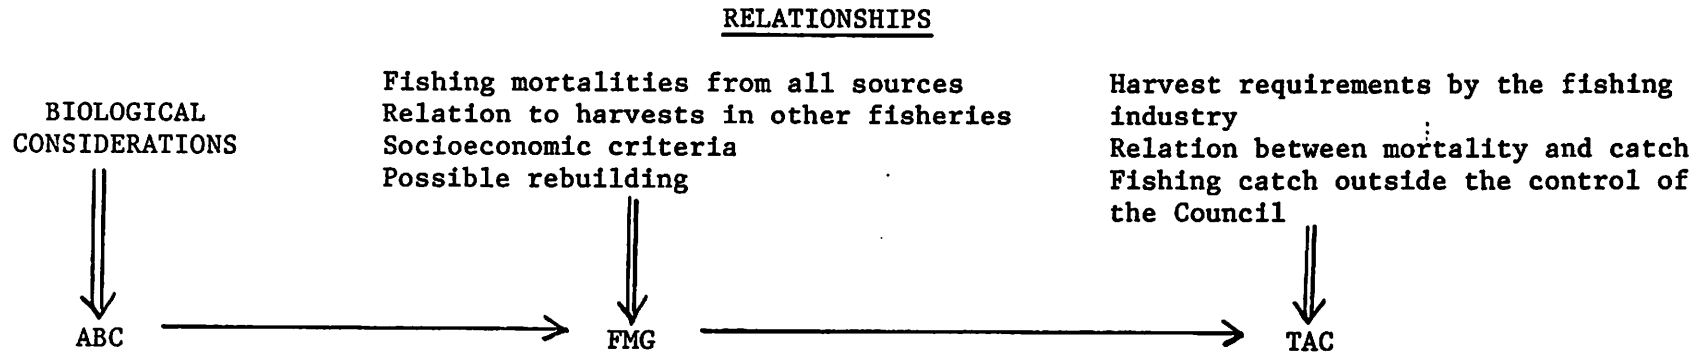 RELATIONSHIPS
BIOLOGICAL
CONSIDERATIONS
Fishing mortalities from all sources
Relation to harvests in other fisheries
Socioeconomic criteria
Possible rebuilding
Harvest requirements by the fishing
industry
Relation between mortality and catch
Fishing catch outside the control of
the Council
ABC
FMG
TAC